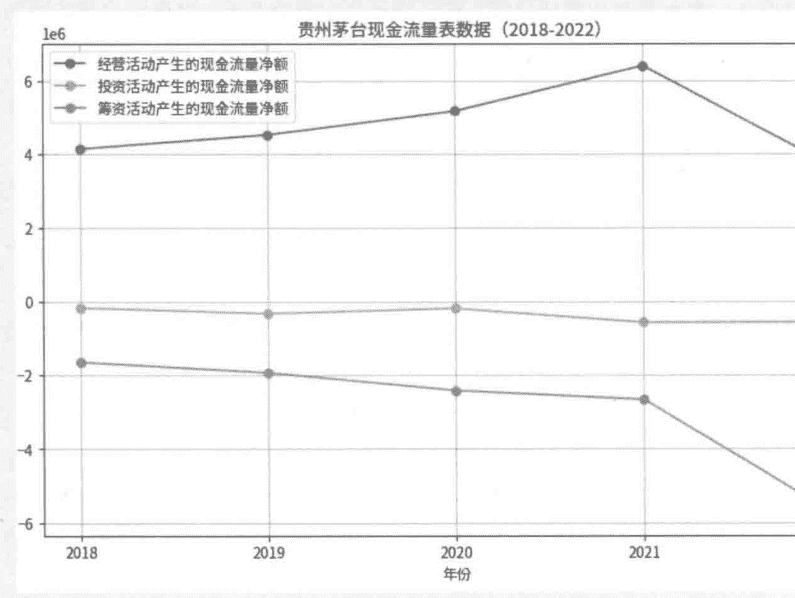 贵州茅台现金流量表数据（2018-2022）
1e6
经营活动产生的现金流量净额
投资活动产生的现金流量净额
筹资活动产生的现金流量净额
6
4
2
0
−2
−4
−6
2018 2019 2020 2021
年份